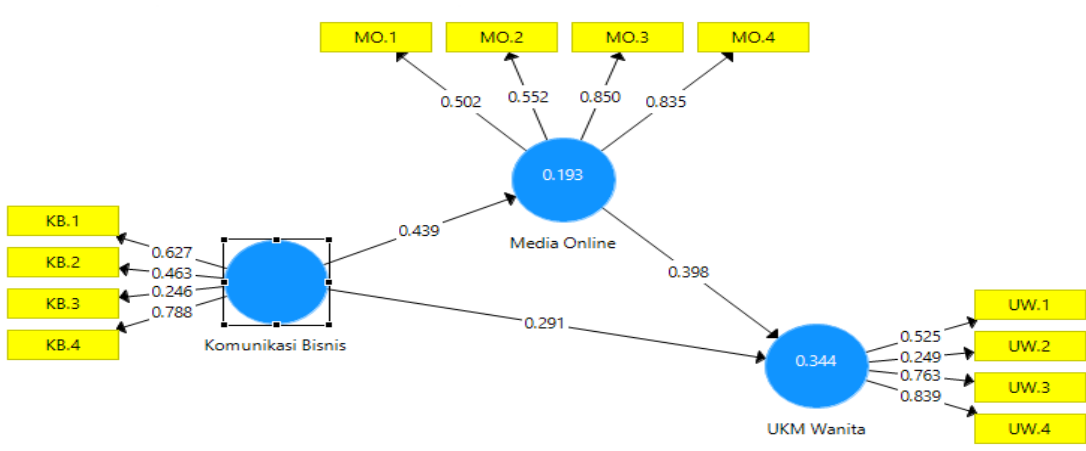 MO.1 MO.2 MO.3 MO.4
0.502 0.552 0.850 0.835
0.193
Media Online
KB.1
KB.2
KB.3
KB.4
0.627
0.463
0.246
0.788
Komunikasi Bisnis
0.439
0.398
0.291
0.344
UKM Wanita
0.525
0.249
0.763
0.839
UW.1
UW.2
UW.3
UW.4